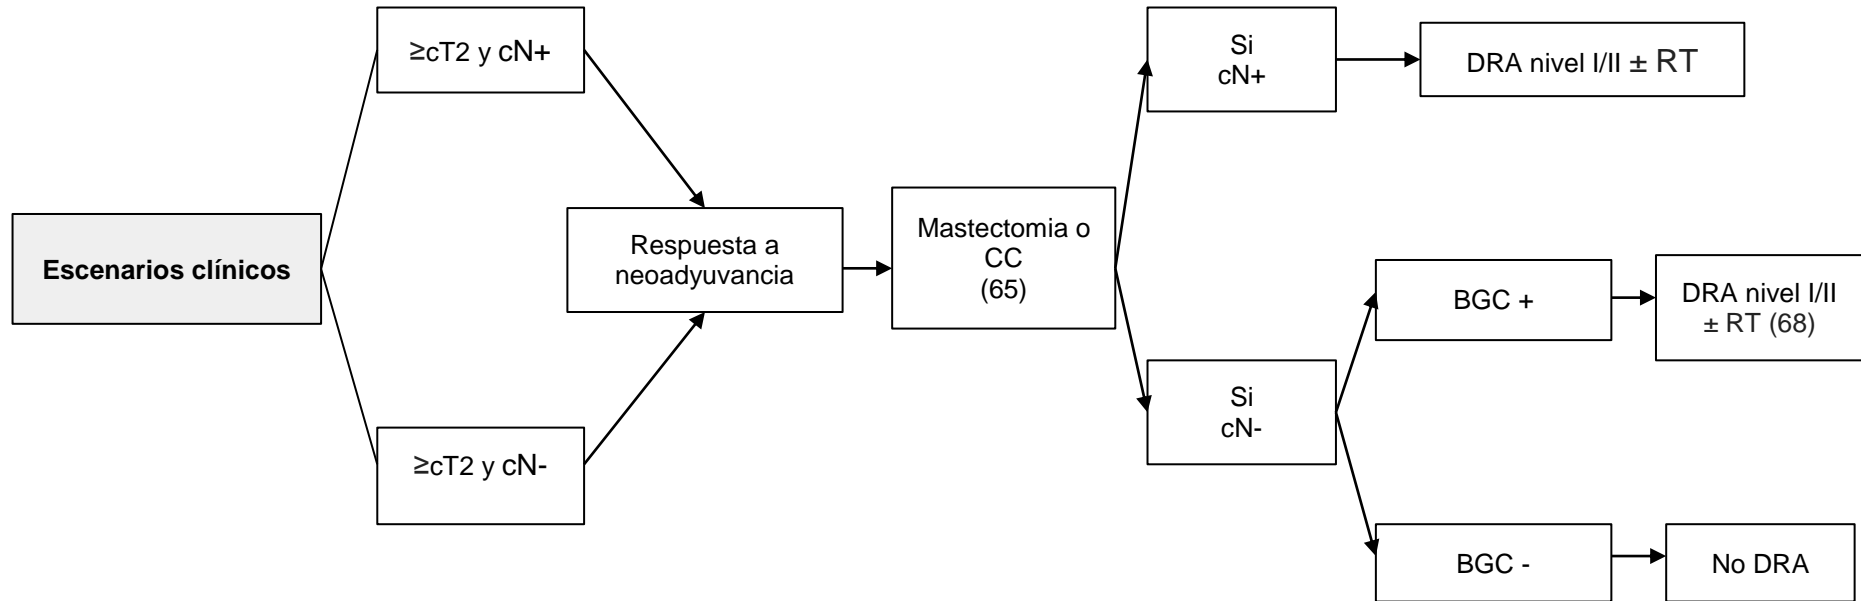 ≥cT2 y cN+
Si
cN+
DRA nivel I/II ± RT
Escenarios clínicos
Respuesta a
neoadyuvancia
Mastectomia o
CC
(65)
BGC +
DRA nivel I/II
± RT (68)
Si
cN-
≥cT2 y cN-
BGC -
No DRA